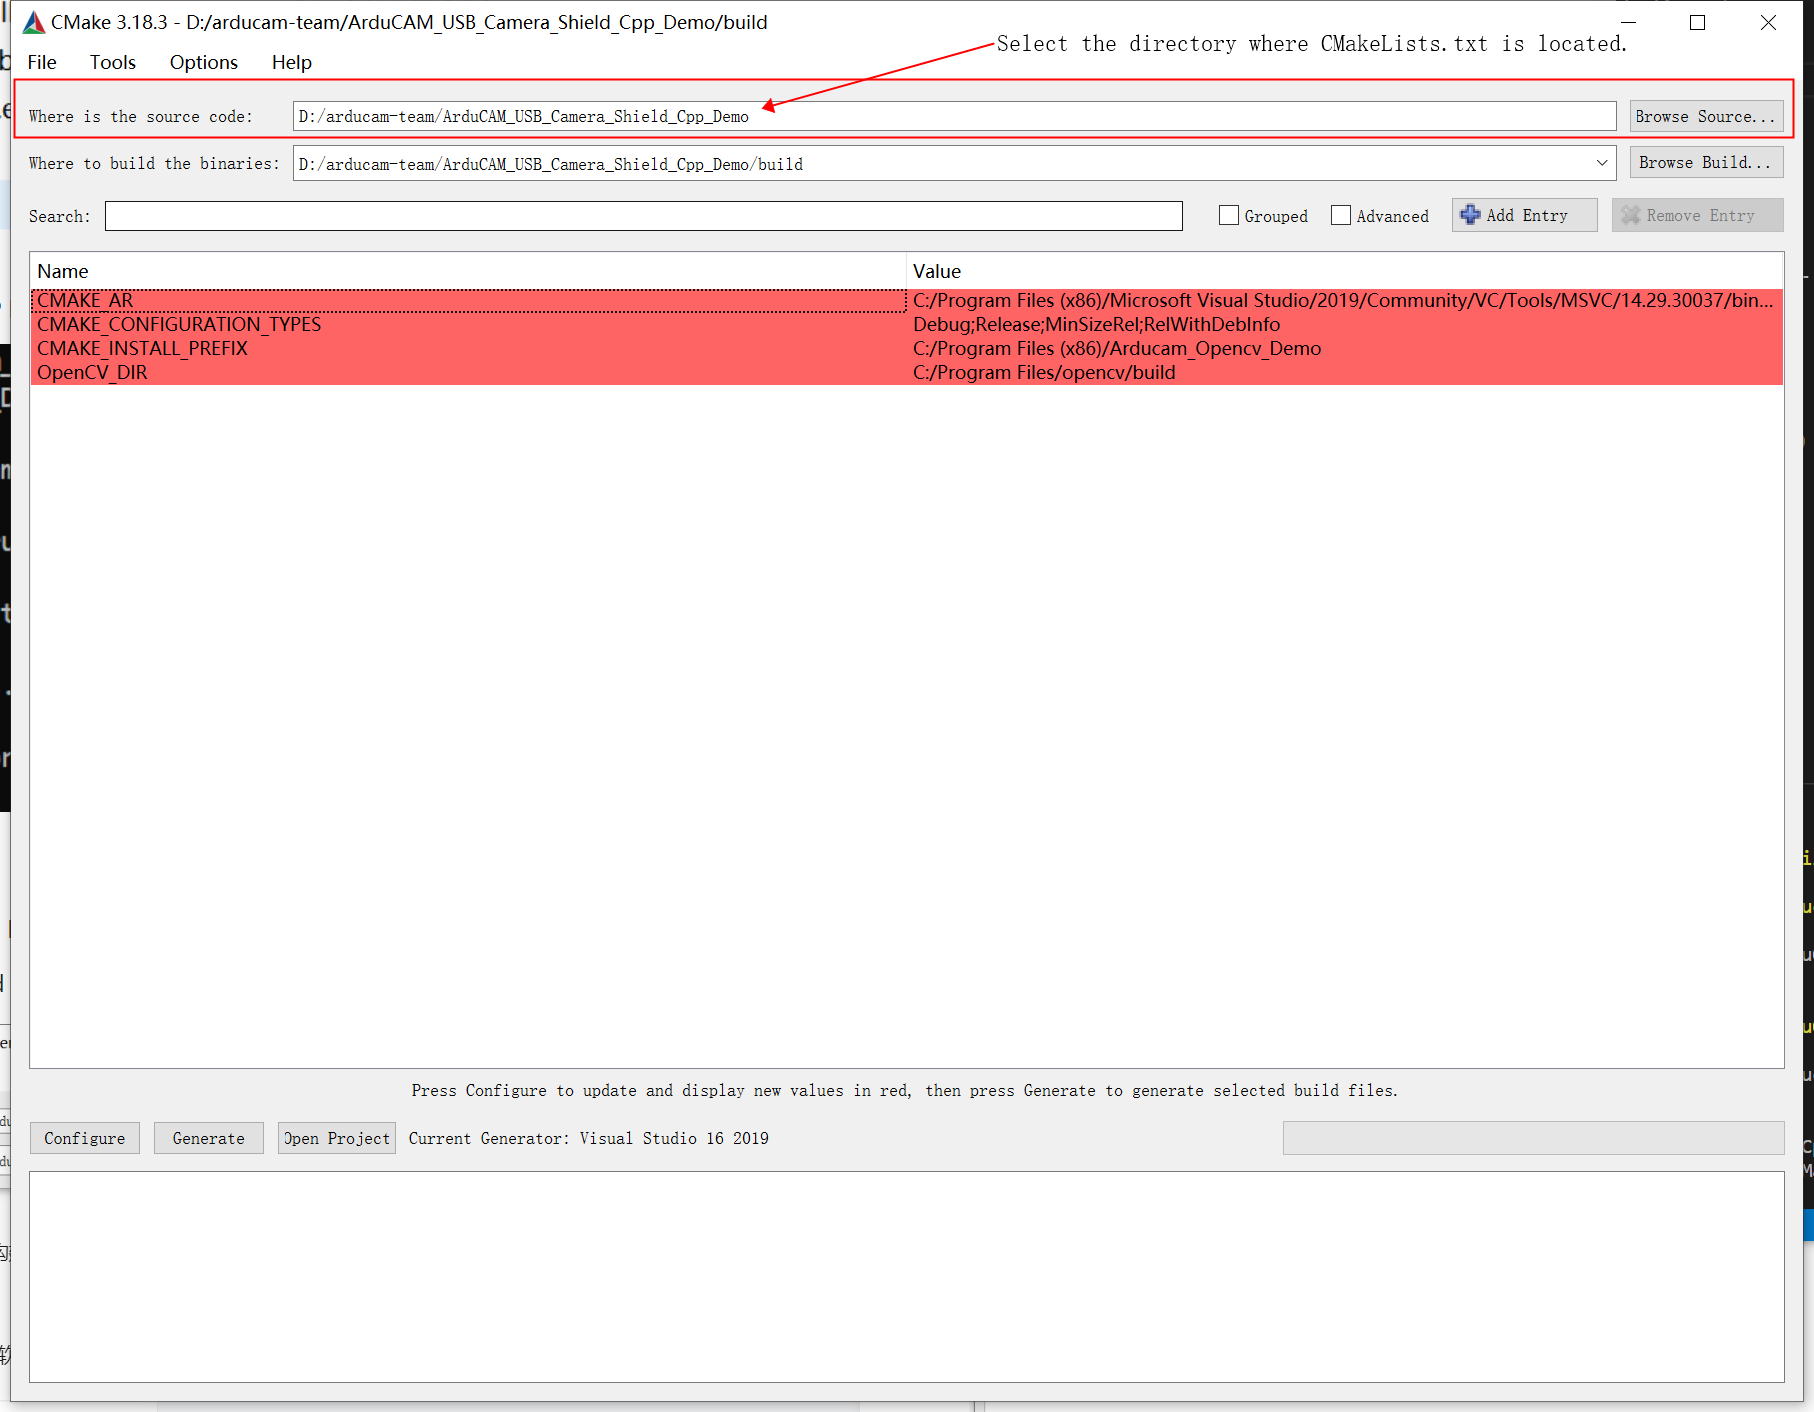 CMake 3.18.3 - D:/arducam-team/ArduCAM_USB_Camera_Shield_Cpp_Demo/build
Select the directory where CMakeLists.txt is located.
File Tools Options Help
Where is the source code: D:/arducam-team/ArduCAM_USB_Camera_Shield_Cpp_Demo Browse Source...
Where to build the binaries: D:/arducam-team/ArduCAM_USB_Camera_Shield_Cpp_Demo/build Browse Build...
Search: Grouped Advanced Add Entry Remove Entry
Name Value
CMAKE_AR C:/Program Files (x86)/Microsoft Visual Studio/2019/Community/VC/Tools/MSVC/14.29.30037/bin...
CMAKE_CONFIGURATION_TYPES Debug;Release;MinSizeRel;RelWithDebInfo
CMAKE_INSTALL_PREFIX C:/Program Files (x86)/Arducam_Opencv_Demo
OpenCV_DIR C:/Program Files/opencv/build
Press Configure to update and display new values in red, then press Generate to generate selected build files.
Configure Generate Open Project Current Generator: Visual Studio 16 2019